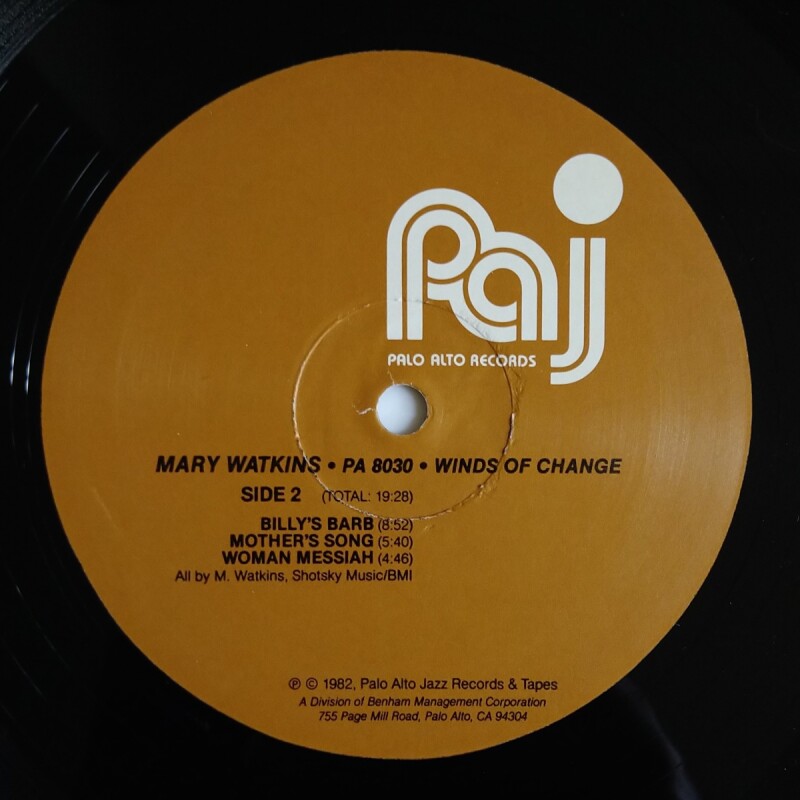 Paj
PALO ALTO RECORDS
MARY WATKINS • PA 8030 • WINDS OF CHANGE
SIDE 2 (TOTAL: 19:28)
BILLY'S BARB (8:52)
MOTHER'S SONG (5:40)
WOMAN MESSIAH (4:46)
All by M. Watkins, Shotsky Music/BMI
℗ © 1982, Palo Alto Jazz Records & Tapes
A Division of Benham Management Corporation
755 Page Mill Road, Palo Alto, CA 94304